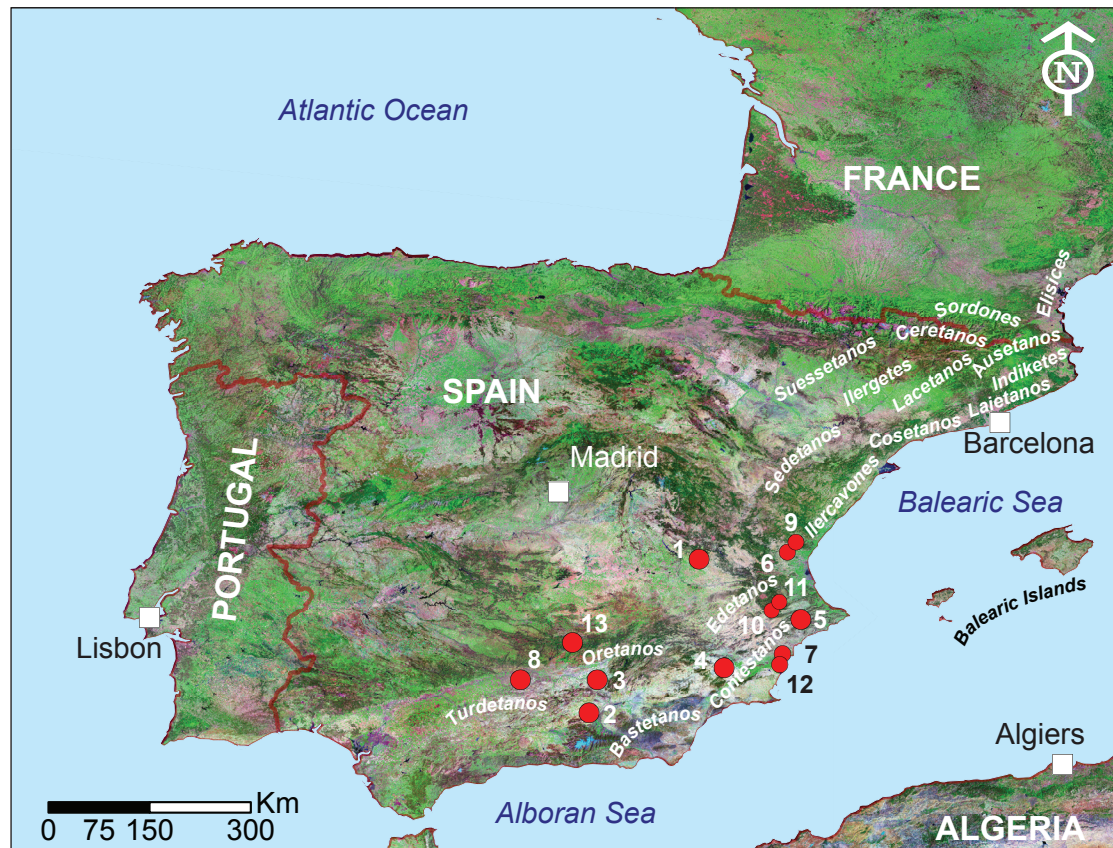 N
Atlantic Ocean
FRANCE
Elisices
Sordones
Ceretanos
Ausetanos
Suessetanos
Ilergetes
Lacetanos
Indiketes
SPAIN
Laietanos
Cosetanos
Barcelona
Sedetanos
Madrid
Ilercavones
Balearic Sea
PORTUGAL
9
1
6
11
Edetanos
10
5
Balearic Islands
Lisbon
13
Oretanos
Contestanos
7
8
4
3
12
Turdetanos
2
Bastetanos
Algiers
Km
0 75 150 300
Alboran Sea
ALGERIA